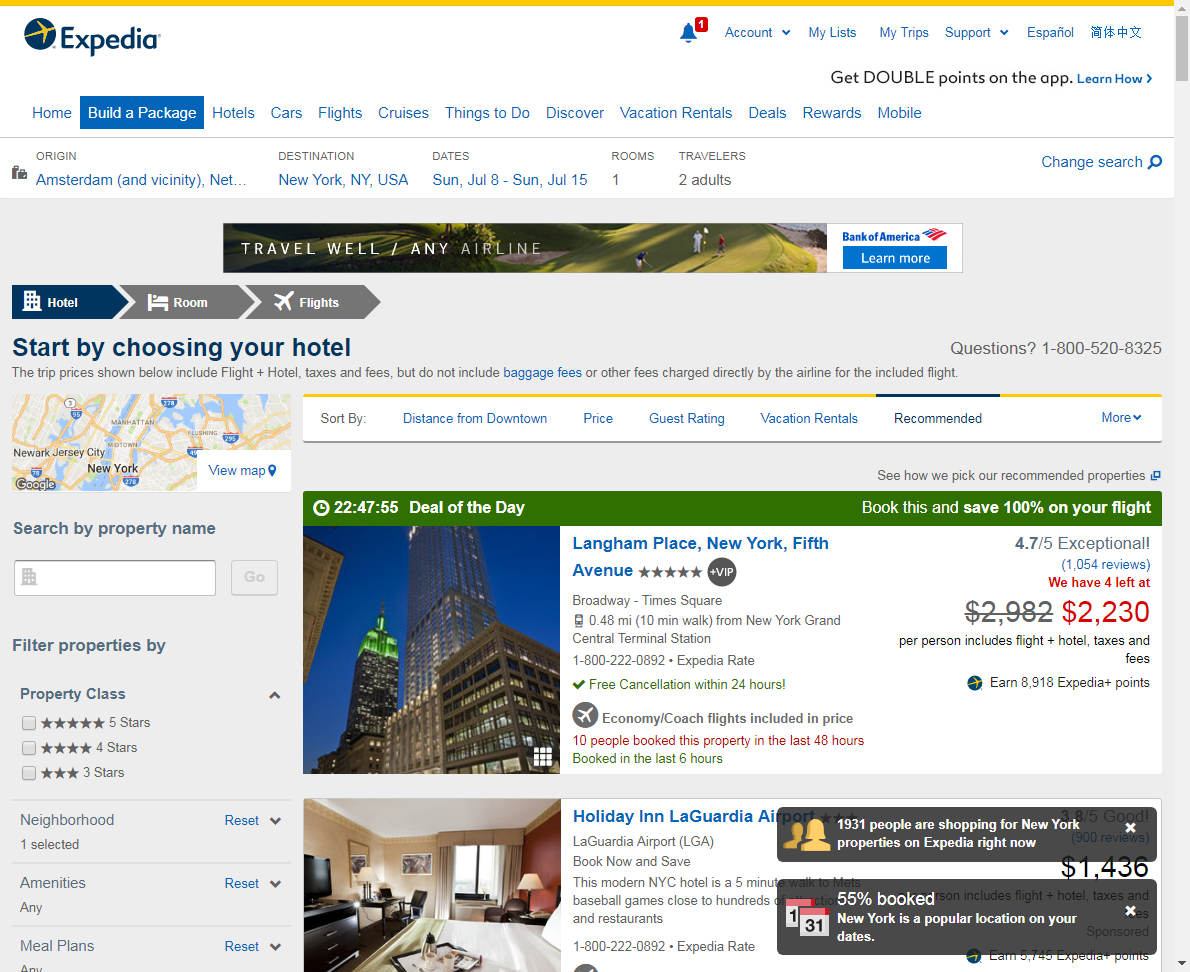 Expedia
1
Account
My Lists
My Trips
Support
Español
简体中文
Get DOUBLE points on the app. Learn How
Home
Build a Package
Hotels
Cars
Flights
Cruises
Things to Do
Discover
Vacation Rentals
Deals
Rewards
Mobile
ORIGIN
Amsterdam (and vicinity), Net...
DESTINATION
New York, NY, USA
DATES
Sun, Jul 8 - Sun, Jul 15
ROOMS
1
TRAVELERS
2 adults
Change search
TRAVEL WELL / ANY AIRLINE
Bank of America
Learn more
Hotel
Room
Flights
Start by choosing your hotel
Questions? 1-800-520-8325
The trip prices shown below include Flight + Hotel, taxes and fees, but do not include baggage fees or other fees charged directly by the airline for the included flight.
3
278
95
MANHATTAN
FLUSHING
295
MIDTOWN
Newark Jersey City
New York
78
278
Google
View map
Sort By:
Distance from Downtown
Price
Guest Rating
Vacation Rentals
Recommended
More
See how we pick our recommended properties
Search by property name
Go
Filter properties by
Property Class
★★★★★ 5 Stars
★★★★ 4 Stars
★★★ 3 Stars
Neighborhood
Reset
1 selected
Amenities
Reset
Any
Meal Plans
Reset
Any
22:47:55 Deal of the Day
Book this and save 100% on your flight
Langham Place, New York, Fifth
Avenue ★★★★★ +VIP
Broadway - Times Square
0.48 mi (10 min walk) from New York Grand
Central Terminal Station
1-800-222-0892 • Expedia Rate
Free Cancellation within 24 hours!
Economy/Coach flights included in price
10 people booked this property in the last 48 hours
Booked in the last 6 hours
4.7/5 Exceptional!
(1,054 reviews)
We have 4 left at
$2,982 $2,230
per person includes flight + hotel, taxes and
fees
Earn 8,918 Expedia+ points
Holiday Inn LaGuardia Airport ★★★
LaGuardia Airport (LGA)
Book Now and Save
This modern NYC hotel is a 5 minute walk to Mets
baseball games close to hundreds of attractions
and restaurants
1-800-222-0892 • Expedia Rate
3.8/5 Good!
(900 reviews)
$1,436
per person includes flight + hotel, taxes and
fees
Sponsored
Earn 5,745 Expedia+ points
1931 people are shopping for New York
properties on Expedia right now
1
31
55% booked
New York is a popular location on your
dates.